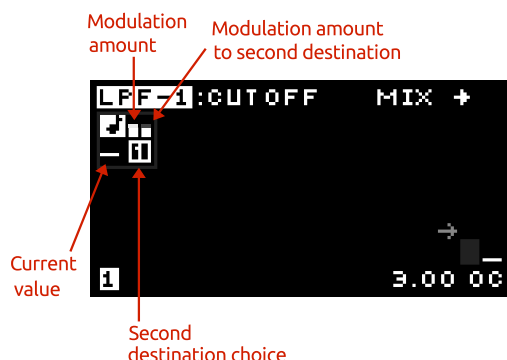 Modulation
amount
Modulation amount
to second destination
LPF-1:CUTOFF MIX →
→
Current
value
1 3.00 OC
Second
destination choice